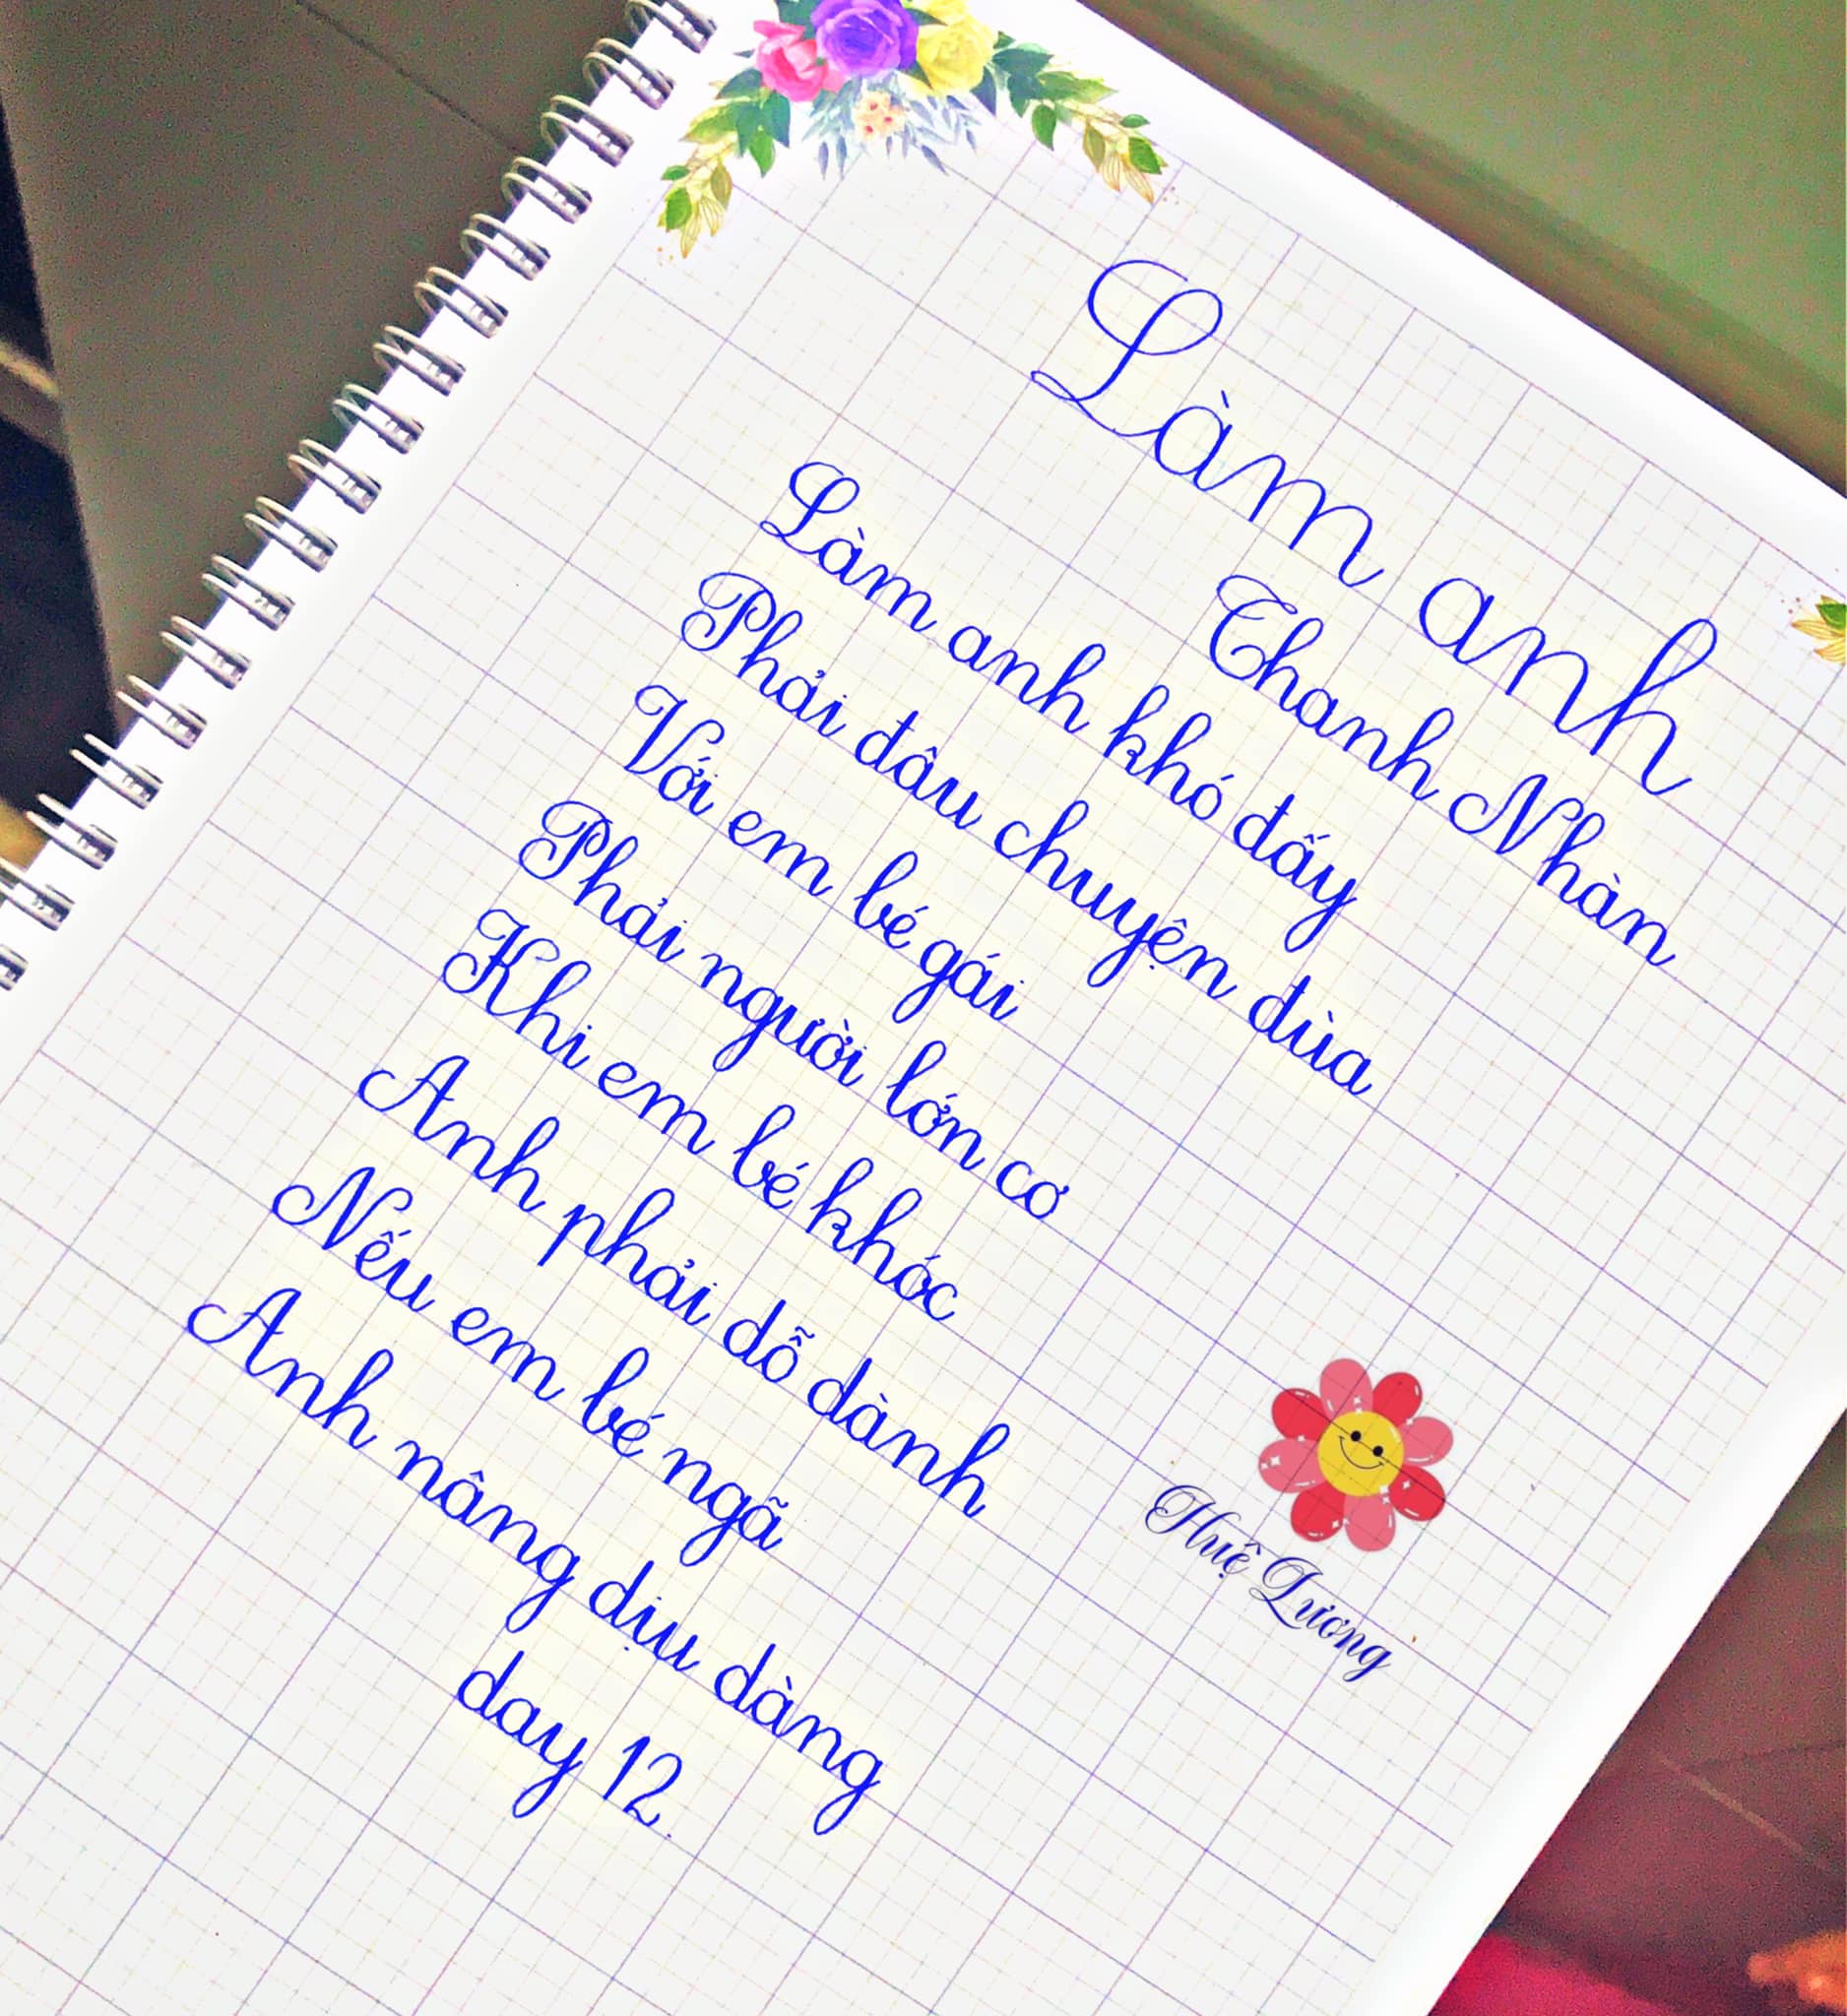 Làm anh
Thanh Nhàn
Làm anh khó đấy
Phải đâu chuyện đùa
Với em bé gái
Phải người lớn cơ
Khi em bé khóc
Anh phải dỗ dành
Nếu em bé ngã
Anh nâng dịu dàng
day 12.
Huệ Lương